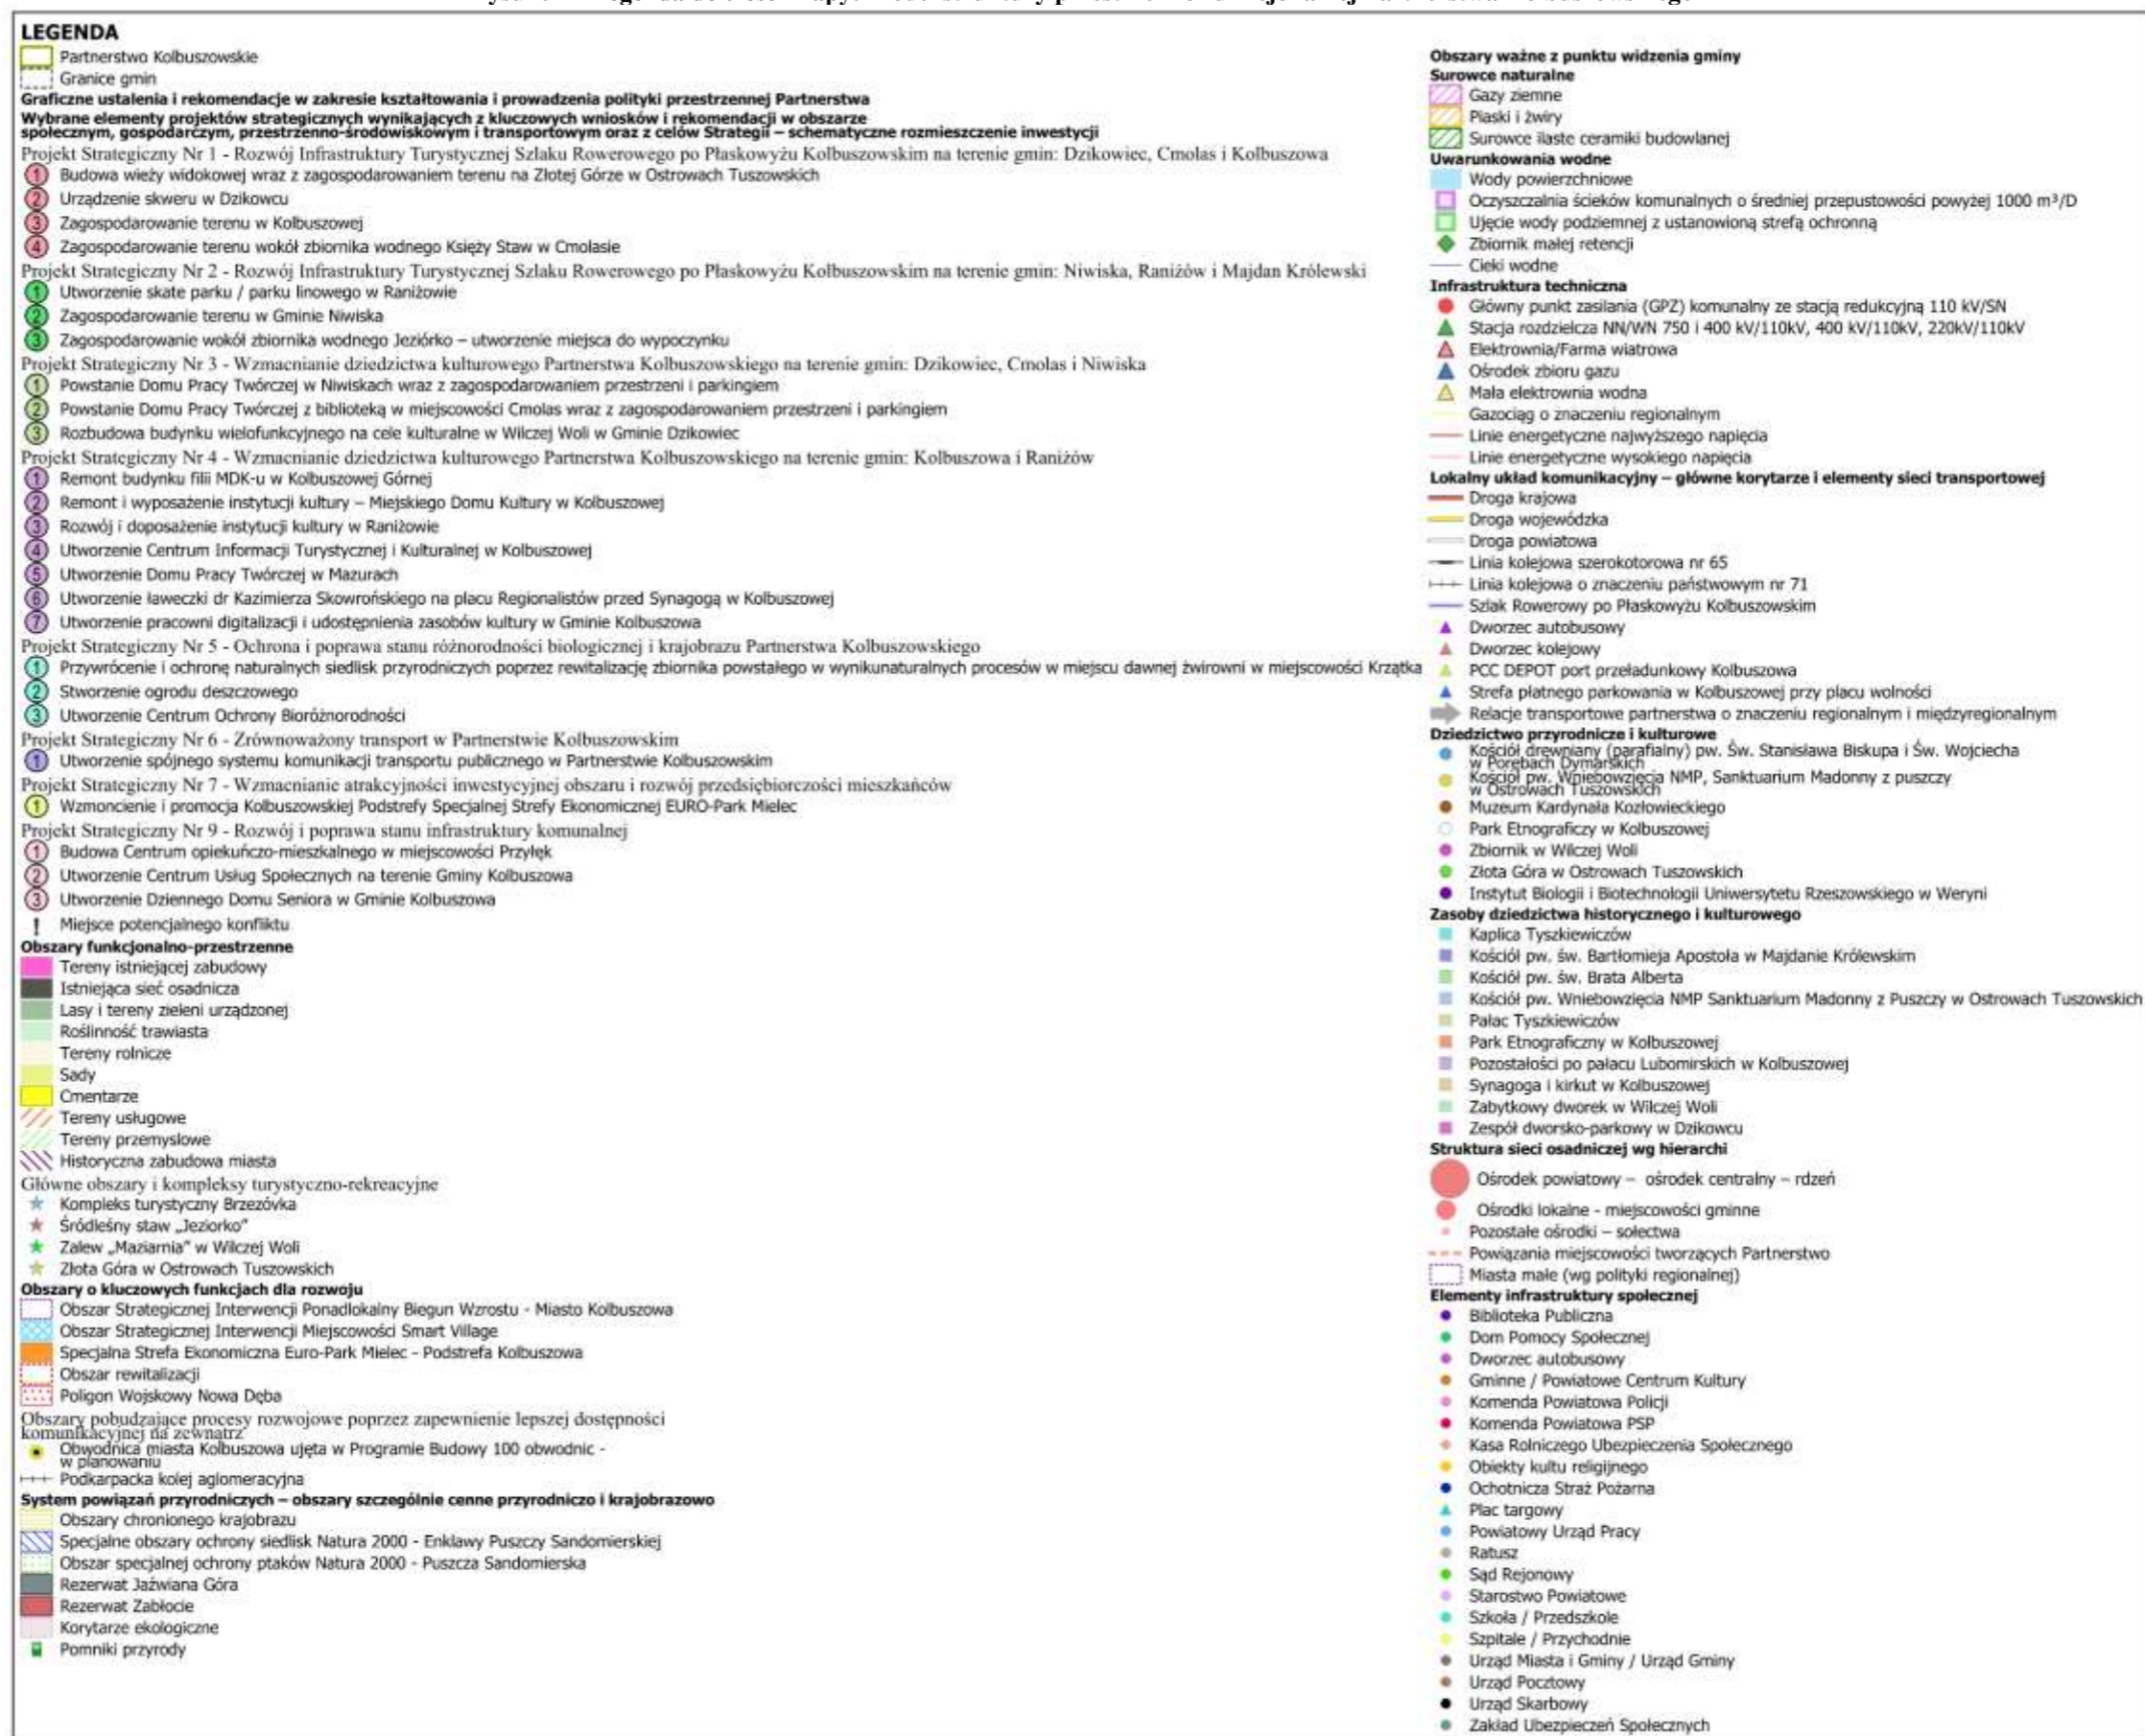 LEGENDA
Partnerstwo Kolbuszowskie
Granice gmin
Graficzne ustalenia i rekomendacje w zakresie kształtowania i prowadzenia polityki przestrzennej Partnerstwa
Wybrane elementy projektów strategicznych wynikających z kluczowych wniosków i rekomendacji w obszarze
społecznym, gospodarczym, przestrzenno-środowiskowym i transportowym oraz z celów Strategii – schematyczne rozmieszczenie inwestycji
Projekt Strategiczny Nr 1 - Rozwój Infrastruktury Turystycznej Szlaku Rowerowego po Płaskowyżu Kolbuszowskim na terenie gmin: Dzikowiec, Cmolas i Kolbuszowa
1 Budowa wieży widokowej wraz z zagospodarowaniem terenu na Złotej Górze w Ostrowach Tuszowskich
2 Urządzenie skweru w Dzikowcu
3 Zagospodarowanie terenu w Kolbuszowej
4 Zagospodarowanie terenu wokół zbiornika wodnego Księży Staw w Cmolasie
Projekt Strategiczny Nr 2 - Rozwój Infrastruktury Turystycznej Szlaku Rowerowego po Płaskowyżu Kolbuszowskim na terenie gmin: Niwiska, Raniżów i Majdan Królewski
1 Utworzenie skate parku / parku linowego w Raniżowie
2 Zagospodarowanie terenu w Gminie Niwiska
3 Zagospodarowanie wokół zbiornika wodnego Jeziórko – utworzenie miejsca do wypoczynku
Projekt Strategiczny Nr 3 - Wzmacnianie dziedzictwa kulturowego Partnerstwa Kolbuszowskiego na terenie gmin: Dzikowiec, Cmolas i Niwiska
1 Powstanie Domu Pracy Twórczej w Niwiskach wraz z zagospodarowaniem przestrzeni i parkingiem
2 Powstanie Domu Pracy Twórczej z biblioteką w miejscowości Cmolas wraz z zagospodarowaniem przestrzeni i parkingiem
3 Rozbudowa budynku wielofunkcyjnego na cele kulturalne w Wilczej Woli w Gminie Dzikowiec
Projekt Strategiczny Nr 4 - Wzmacnianie dziedzictwa kulturowego Partnerstwa Kolbuszowskiego na terenie gmin: Kolbuszowa i Raniżów
1 Remont budynku filii MDK-u w Kolbuszowej Górnej
2 Remont i wyposażenie instytucji kultury – Miejskiego Domu Kultury w Kolbuszowej
3 Rozwój i doposażenie instytucji kultury w Raniżowie
4 Utworzenie Centrum Informacji Turystycznej i Kulturalnej w Kolbuszowej
5 Utworzenie Domu Pracy Twórczej w Mazurach
6 Utworzenie ławeczki dr Kazimierza Skowrońskiego na placu Regionalistów przed Synagogą w Kolbuszowej
7 Utworzenie pracowni digitalizacji i udostępnienia zasobów kultury w Gminie Kolbuszowa
Projekt Strategiczny Nr 5 - Ochrona i poprawa stanu różnorodności biologicznej i krajobrazu Partnerstwa Kolbuszowskiego
1 Przywrócenie i ochronę naturalnych siedlisk przyrodniczych poprzez rewitalizację zbiornika powstałego w wynikunaturalnych procesów w miejscu dawnej żwirowni w miejscowości Krzątka
2 Stworzenie ogrodu deszczowego
3 Utworzenie Centrum Ochrony Bioróżnorodności
Projekt Strategiczny Nr 6 - Zrównoważony transport w Partnerstwie Kolbuszowskim
1 Utworzenie spójnego systemu komunikacji transportu publicznego w Partnerstwie Kolbuszowskim
Projekt Strategiczny Nr 7 - Wzmacnianie atrakcyjności inwestycyjnej obszaru i rozwój przedsiębiorczości mieszkańców
1 Wzmocnienie i promocja Kolbuszowskiej Podstrefy Specjalnej Strefy Ekonomicznej EURO-Park Mielec
Projekt Strategiczny Nr 9 - Rozwój i poprawa stanu infrastruktury komunalnej
1 Budowa Centrum opiekuńczo-mieszkalnego w miejscowości Przyłęk
2 Utworzenie Centrum Usług Społecznych na terenie Gminy Kolbuszowa
3 Utworzenie Dziennego Domu Seniora w Gminie Kolbuszowa
! Miejsce potencjalnego konfliktu
Obszary funkcjonalno-przestrzenne
Tereny istniejącej zabudowy
Istniejąca sieć osadnicza
Lasy i tereny zieleni urządzonej
Roślinność trawiasta
Tereny rolnicze
Sady
Cmentarze
Tereny usługowe
Tereny przemysłowe
Historyczna zabudowa miasta
Główne obszary i kompleksy turystyczno-rekreacyjne
Kompleks turystyczny Brzezówka
Śródleśny staw „Jeziorko”
Zalew „Maziarnia” w Wilczej Woli
Złota Góra w Ostrowach Tuszowskich
Obszary o kluczowych funkcjach dla rozwoju
Obszar Strategicznej Interwencji Ponadlokalny Biegun Wzrostu - Miasto Kolbuszowa
Obszar Strategicznej Interwencji Miejscowości Smart Village
Specjalna Strefa Ekonomiczna Euro-Park Mielec - Podstrefa Kolbuszowa
Obszar rewitalizacji
Poligon Wojskowy Nowa Dęba
Obszary pobudzające procesy rozwojowe poprzez zapewnienie lepszej dostępności
komunikacyjnej na zewnątrz
Obwodnica miasta Kolbuszowa ujęta w Programie Budowy 100 obwodnic -
w planowaniu
Podkarpacka kolej aglomeracyjna
System powiązań przyrodniczych – obszary szczególnie cenne przyrodniczo i krajobrazowo
Obszary chronionego krajobrazu
Specjalne obszary ochrony siedlisk Natura 2000 - Enklawy Puszczy Sandomierskiej
Obszar specjalnej ochrony ptaków Natura 2000 - Puszcza Sandomierska
Rezerwat Jaźwiana Góra
Rezerwat Zabłocie
Korytarze ekologiczne
Pomniki przyrody
Obszary ważne z punktu widzenia gminy
Surowce naturalne
Gazy ziemne
Piaski i żwiry
Surowce ilaste ceramiki budowlanej
Uwarunkowania wodne
Wody powierzchniowe
Oczyszczalnia ścieków komunalnych o średniej przepustowości powyżej 1000 m³/D
Ujęcie wody podziemnej z ustanowioną strefą ochronną
Zbiornik małej retencji
Cieki wodne
Infrastruktura techniczna
Główny punkt zasilania (GPZ) komunalny ze stacją redukcyjną 110 kV/SN
Stacja rozdzielcza NN/WN 750 i 400 kV/110kV, 400 kV/110kV, 220kV/110kV
Elektrownia/Farma wiatrowa
Ośrodek zbioru gazu
Mała elektrownia wodna
Gazociąg o znaczeniu regionalnym
Linie energetyczne najwyższego napięcia
Linie energetyczne wysokiego napięcia
Lokalny układ komunikacyjny – główne korytarze i elementy sieci transportowej
Droga krajowa
Droga wojewódzka
Droga powiatowa
Linia kolejowa szerokotorowa nr 65
Linia kolejowa o znaczeniu państwowym nr 71
Szlak Rowerowy po Płaskowyżu Kolbuszowskim
Dworzec autobusowy
Dworzec kolejowy
PCC DEPOT port przeładunkowy Kolbuszowa
Strefa płatnego parkowania w Kolbuszowej przy placu wolności
Relacje transportowe partnerstwa o znaczeniu regionalnym i międzyregionalnym
Dziedzictwo przyrodnicze i kulturowe
Kościół drewniany (parafialny) pw. Św. Stanisława Biskupa i Św. Wojciecha
w Porębach Dymarskich
Kościół pw. Wniebowzięcia NMP, Sanktuarium Madonny z puszczy
w Ostrowach Tuszowskich
Muzeum Kardynała Kozłowieckiego
Park Etnograficzy w Kolbuszowej
Zbiornik w Wilczej Woli
Złota Góra w Ostrowach Tuszowskich
Instytut Biologii i Biotechnologii Uniwersytetu Rzeszowskiego w Weryni
Zasoby dziedzictwa historycznego i kulturowego
Kaplica Tyszkiewiczów
Kościół pw. św. Bartłomieja Apostoła w Majdanie Królewskim
Kościół pw. św. Brata Alberta
Kościół pw. Wniebowzięcia NMP Sanktuarium Madonny z Puszczy w Ostrowach Tuszowskich
Pałac Tyszkiewiczów
Park Etnograficzny w Kolbuszowej
Pozostałości po pałacu Lubomirskich w Kolbuszowej
Synagoga i kirkut w Kolbuszowej
Zabytkowy dworek w Wilczej Woli
Zespół dworsko-parkowy w Dzikowcu
Struktura sieci osadniczej wg hierarchi
Ośrodek powiatowy – ośrodek centralny – rdzeń
Ośrodki lokalne - miejscowości gminne
Pozostałe ośrodki – sołectwa
Powiązania miejscowości tworzących Partnerstwo
Miasta małe (wg polityki regionalnej)
Elementy infrastruktury społecznej
Biblioteka Publiczna
Dom Pomocy Społecznej
Dworzec autobusowy
Gminne / Powiatowe Centrum Kultury
Komenda Powiatowa Policji
Komenda Powiatowa PSP
Kasa Rolniczego Ubezpieczenia Społecznego
Obiekty kultu religijnego
Ochotnicza Straż Pożarna
Plac targowy
Powiatowy Urząd Pracy
Ratusz
Sąd Rejonowy
Starostwo Powiatowe
Szkoła / Przedszkole
Szpitale / Przychodnie
Urząd Miasta i Gminy / Urząd Gminy
Urząd Pocztowy
Urząd Skarbowy
Zakład Ubezpieczeń Społecznych